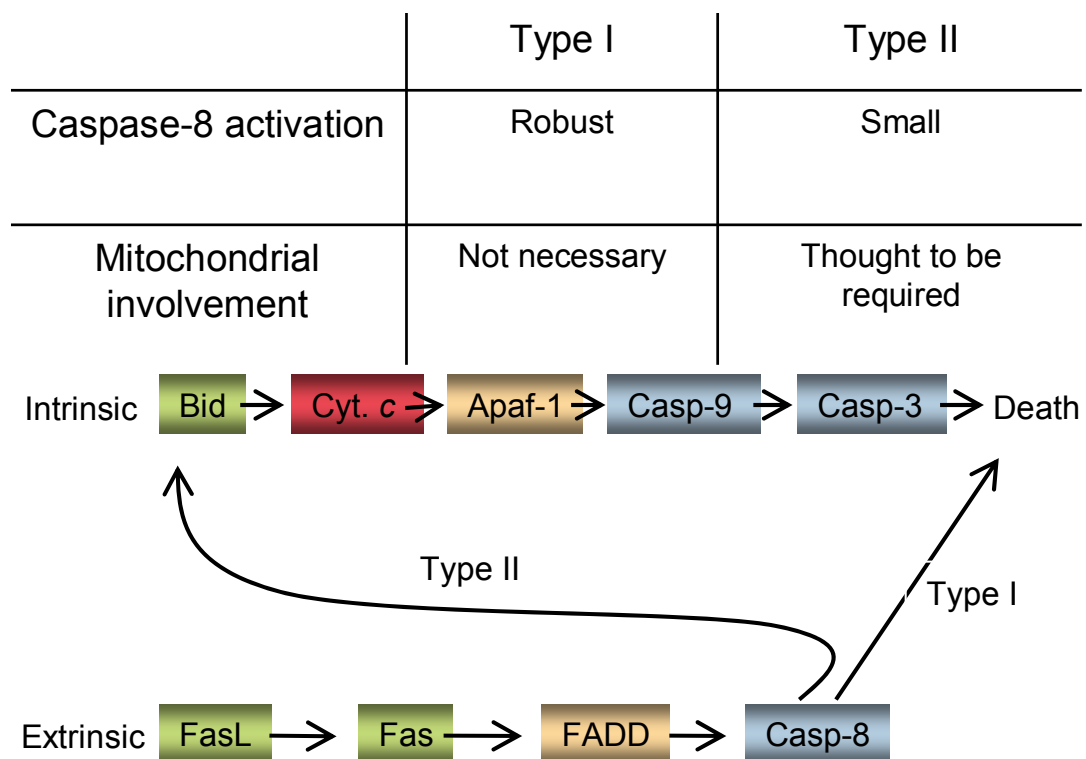 Type I
Type II
Caspase-8 activation
Robust
Small
Mitochondrial
involvement
Not necessary
Thought to be
required
Intrinsic
Bid
Cyt. c
Apaf-1
Casp-9
Casp-3
Death
Type II
Type I
Extrinsic
FasL
Fas
FADD
Casp-8